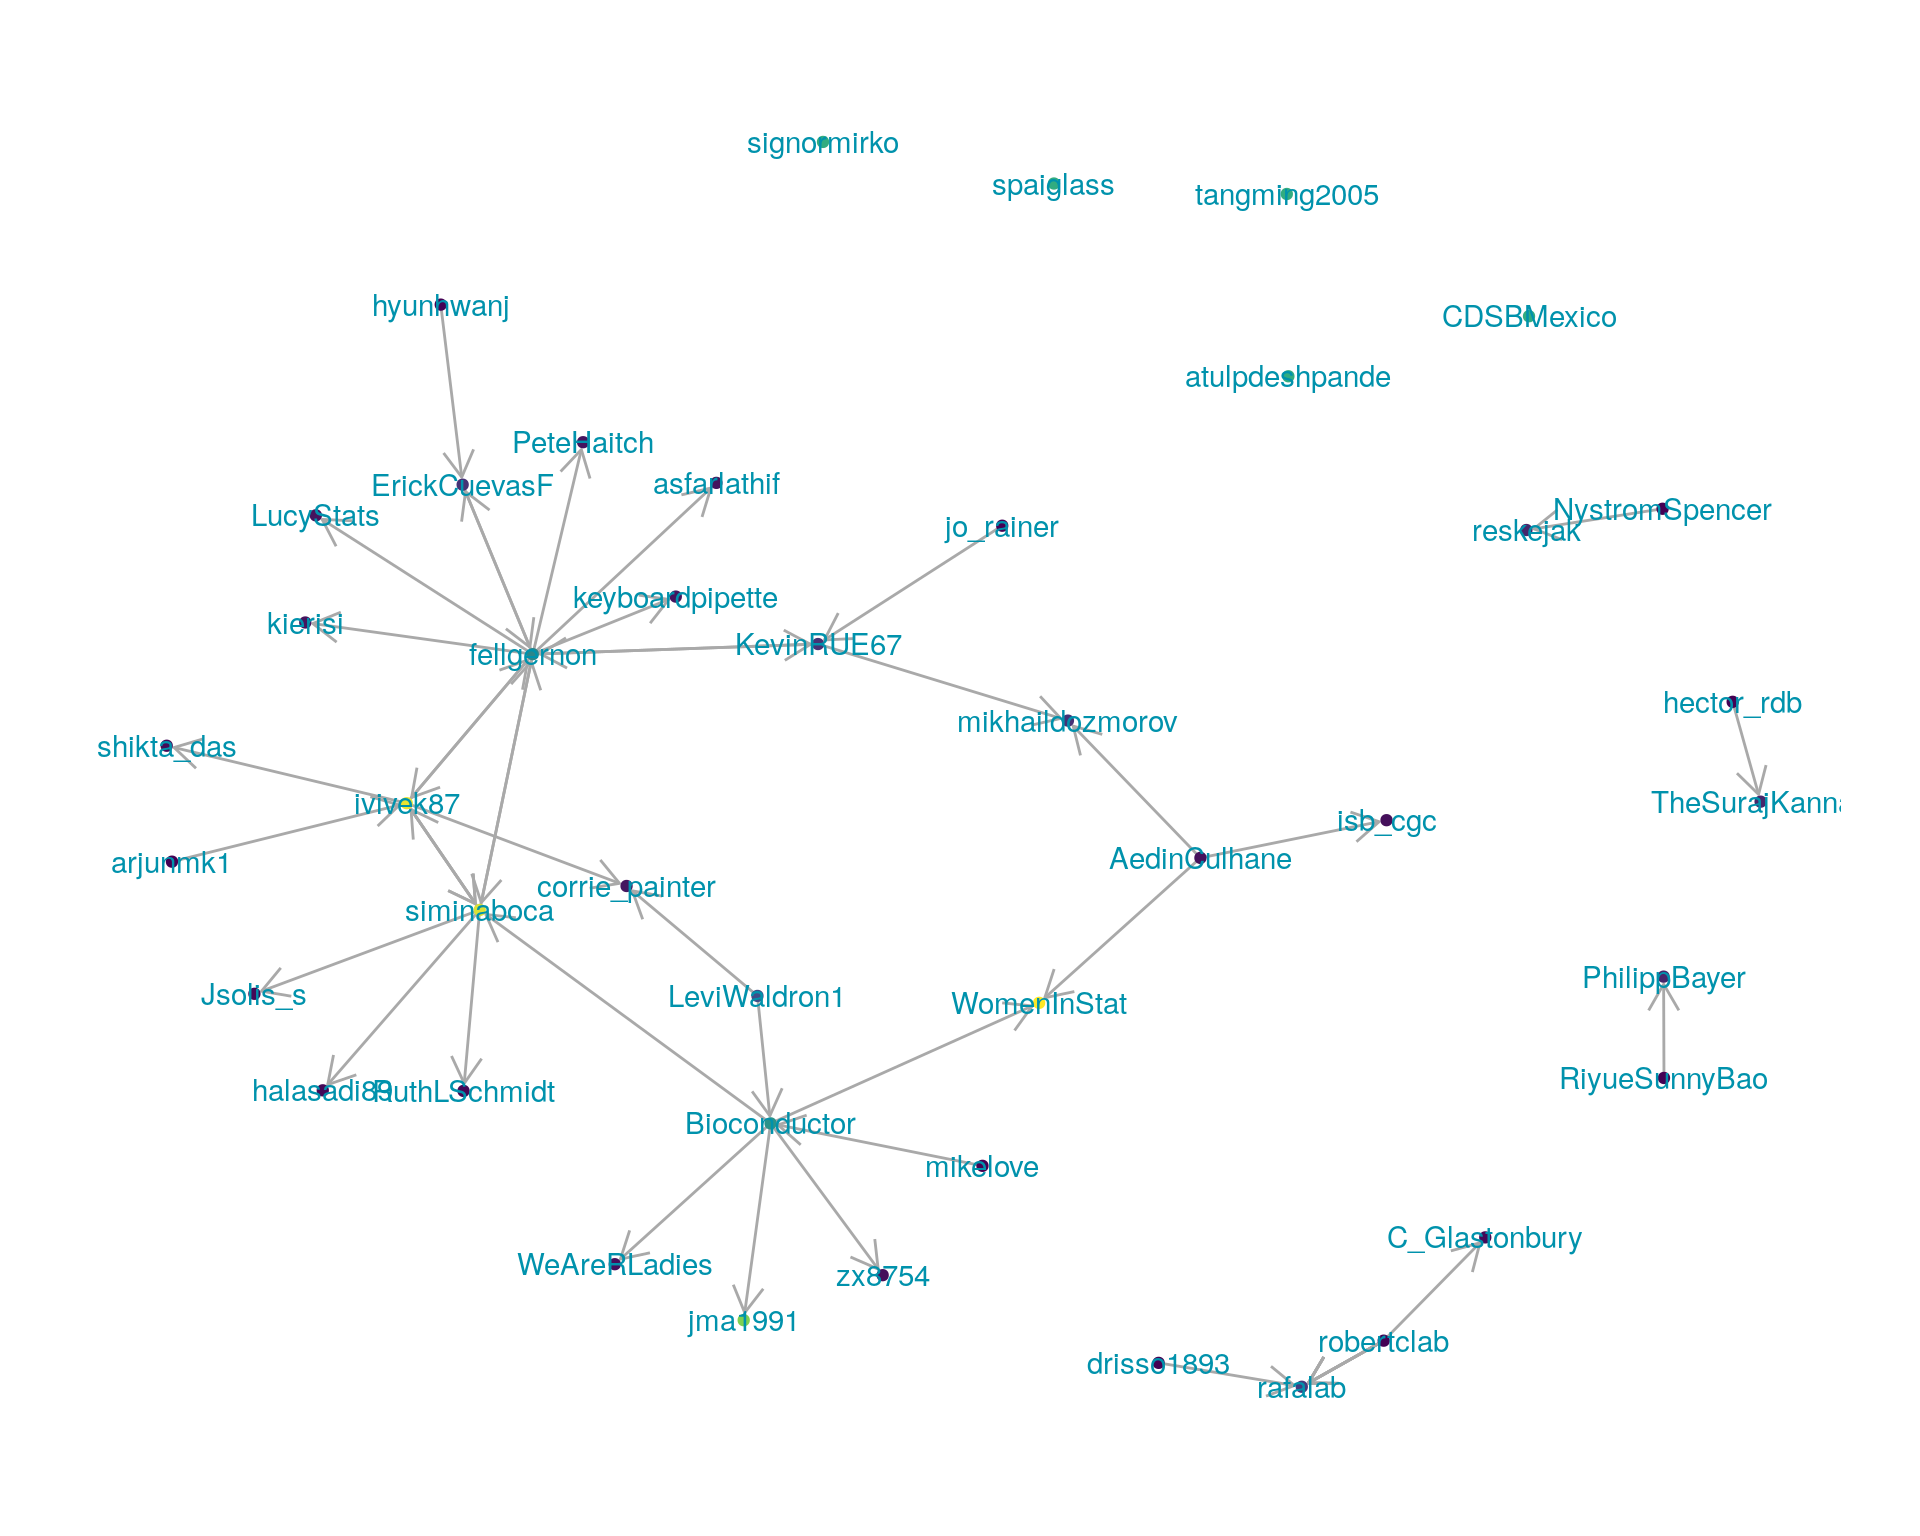 signormirko
spaiglass
tangming2005
hyunhwanj
CDSBMexico
atulpdeshpande
PeteHaitch
ErickCuevasF
asfarlathif
LucyStats
NystromSpencer
jo_rainer
reskejak
keyboardpipette
kierisi
KevinRUE67
fellgernon
hector_rdb
mikhaildozmorov
shikta_das
ivivek87
TheSurajKanna
isb_cgc
arjunmk1
AedinCulhane
corrie_painter
siminaboca
PhilippBayer
Jsolis_s
LeviWaldron1
WomenInStat
RiyueSunnyBao
halasadi89
RuthLSchmidt
Bioconductor
mikelove
C_Glastonbury
WeAreRLadies
zx8754
jma1991
robertclab
drisso1893
rafalab